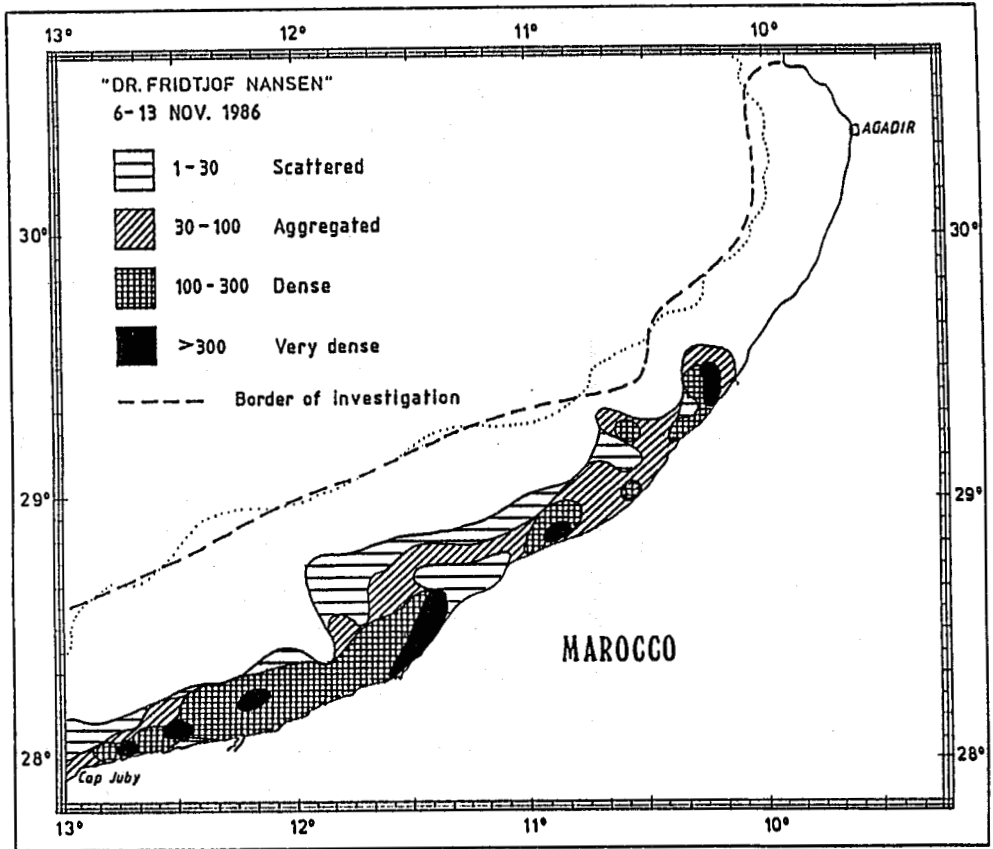 13° 12° 11° 10°
"DR. FRIDTJOF NANSEN"
6-13 NOV. 1986
1-30 Scattered
30-100 Aggregated
100-300 Dense
>300 Very dense
Border of investigation
AGADIR
30° 30°
29° 29°
MAROCCO
28° 28°
Cap Juby
13° 12° 11° 10°